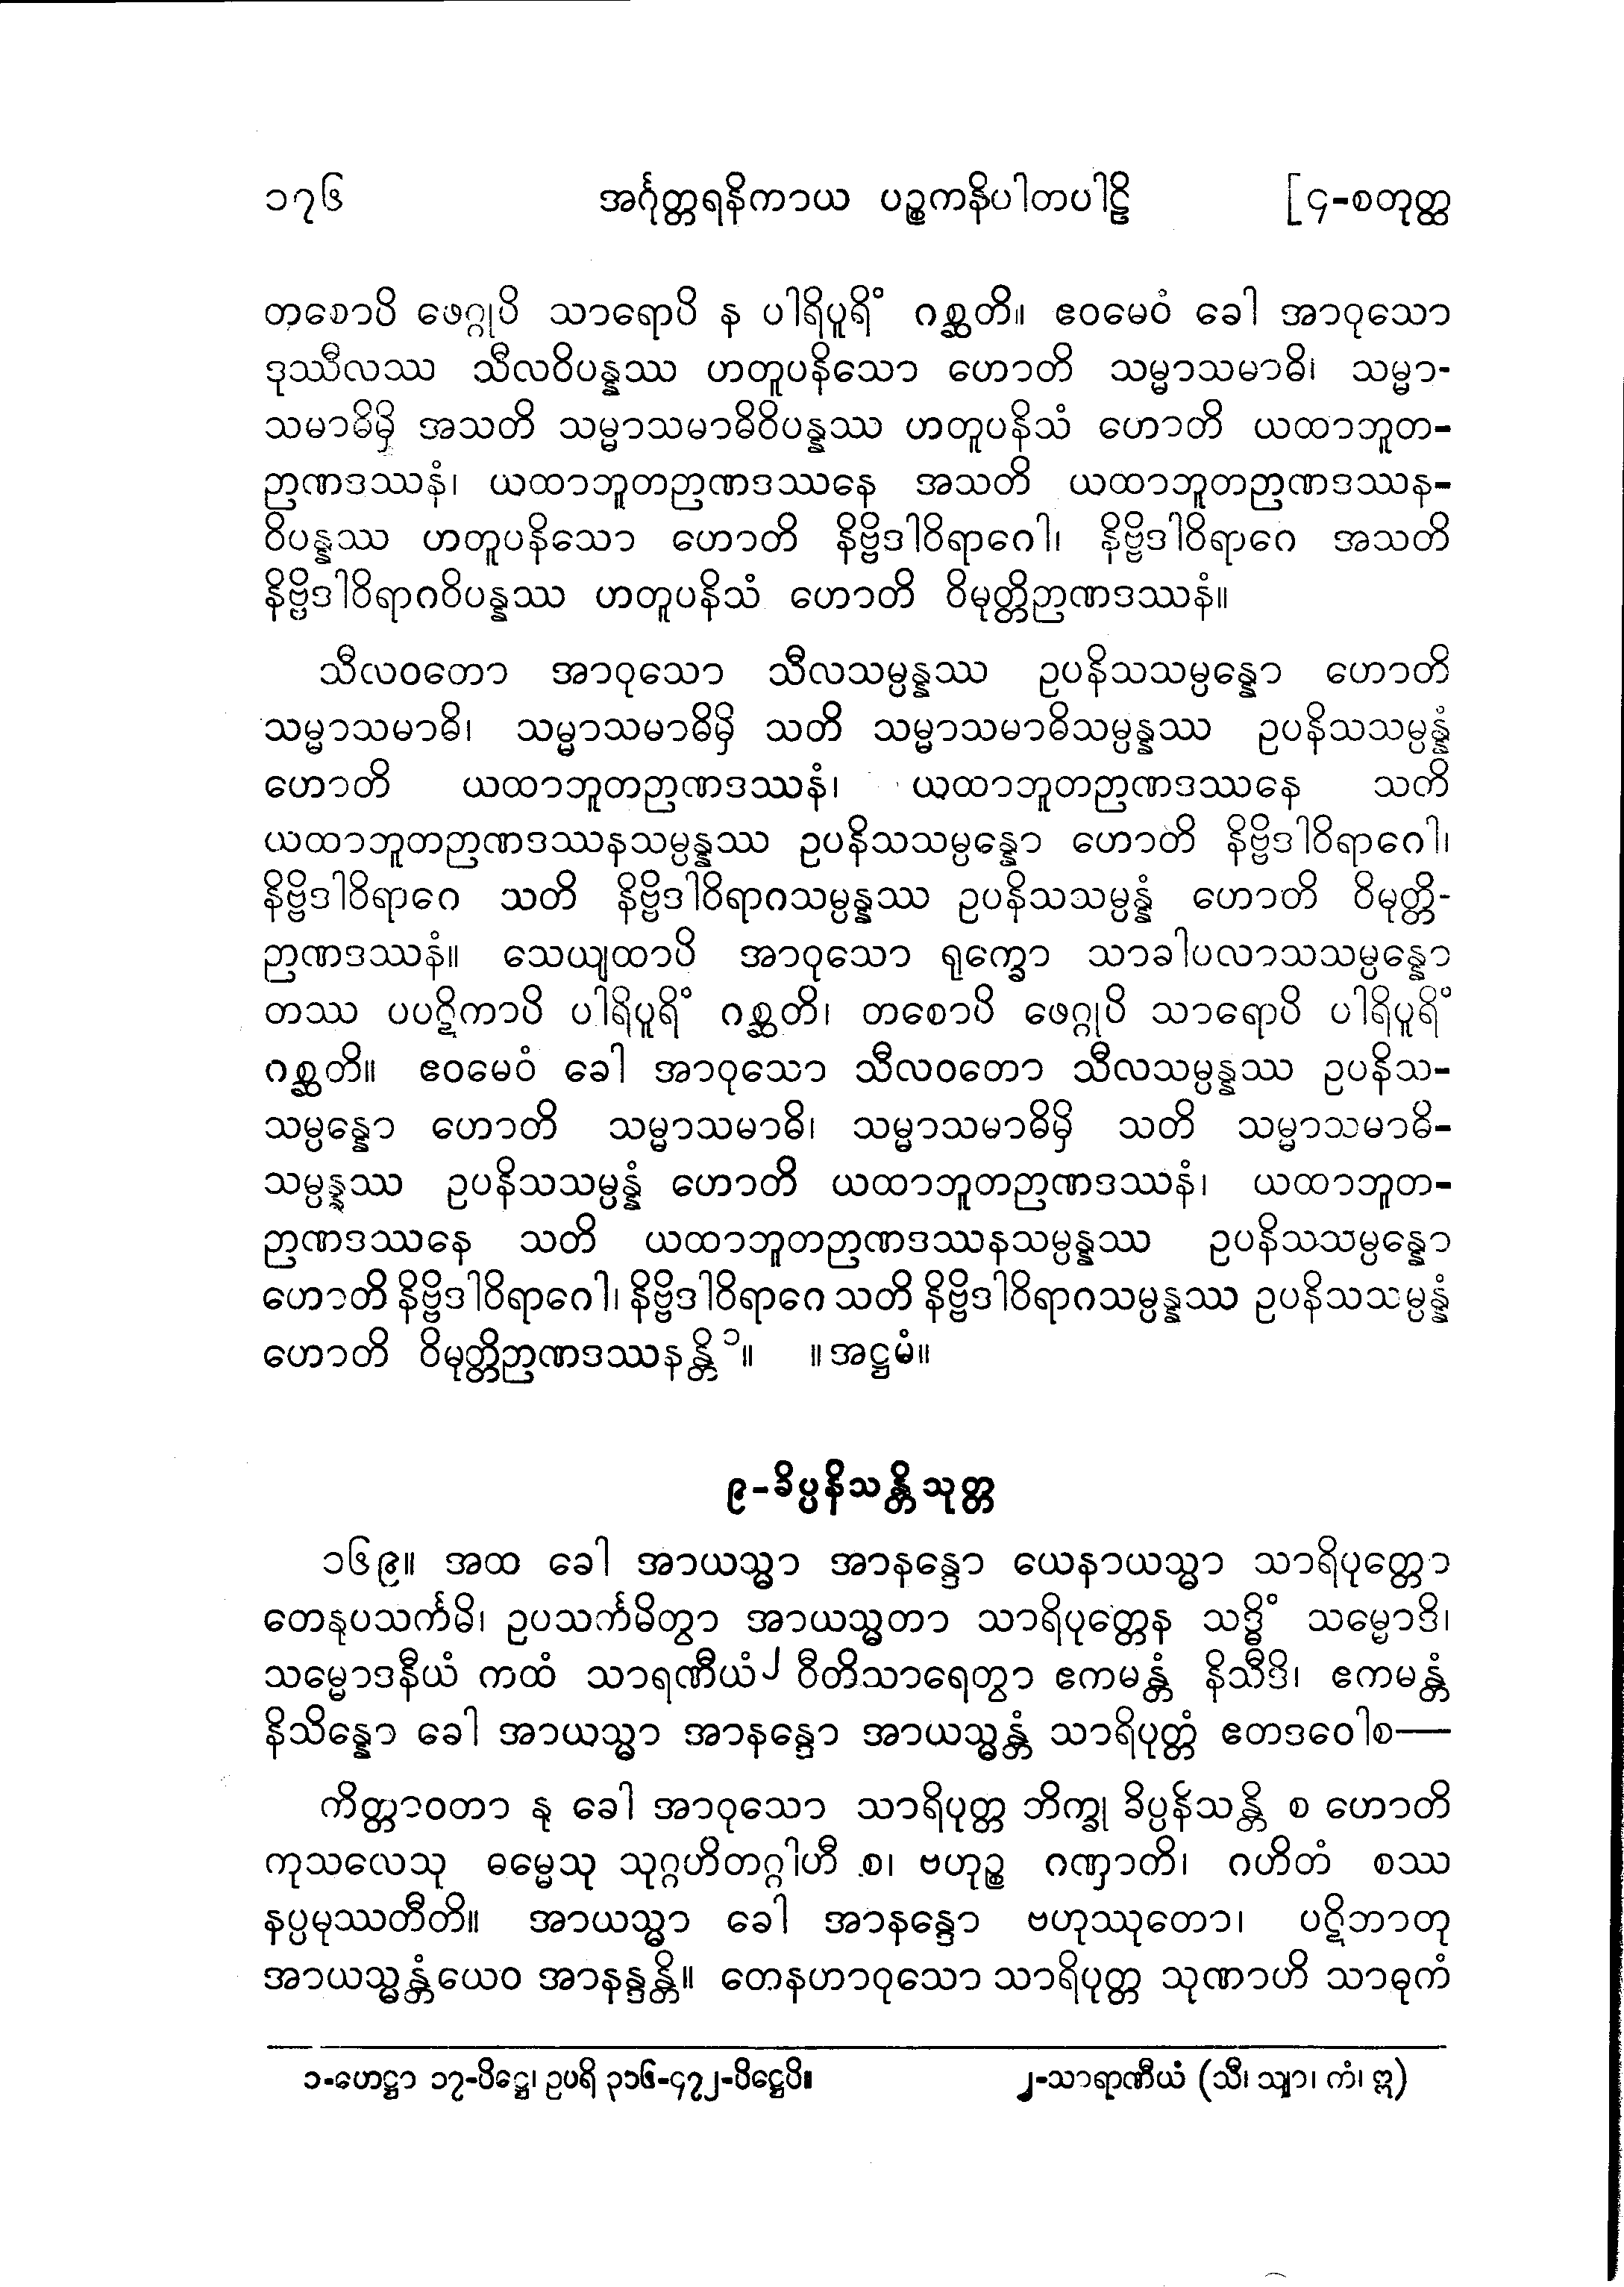 ၁၇၆ အင်္ဂုတ္တရနိကာယ ပဉ္စကနိပါတပါဠိ [၄-စတုတ္ထ
တစောပိ ဖေဂ္ဂုပိ သာရောပိ န ပါရိပူရိံ ဂစ္ဆတိ။ ဧဝမေဝံ ခေါ အာဝုသော
ဒုဿီလဿ သီလဝိပန္နဿ ဟတူပနိသော ဟောတိ သမ္မာသမာဓိ၊ သမ္မာ-
သမာဓိမှိ အသတိ သမ္မာသမာဓိဝိပန္နဿ ဟတူပနိသံ ဟောတိ ယထာဘူတ-
ဉာဏဒဿနံ၊ ယထာဘူတဉာဏဒဿနေ အသတိ ယထာဘူတဉာဏဒဿန-
ဝိပန္နဿ ဟတူပနိသော ဟောတိ နိဗ္ဗိဒါဝိရာဂေါ၊ နိဗ္ဗိဒါဝိရာဂေ အသတိ
နိဗ္ဗိဒါဝိရာဂဝိပန္နဿ ဟတူပနိသံ ဟောတိ ဝိမုတ္တိဉာဏဒဿနံ။
သီလဝတော အာဝုသော သီလသမ္ပန္နဿ ဥပနိသသမ္ပန္နော ဟောတိ
သမ္မာသမာဓိ၊ သမ္မာသမာဓိမှိ သတိ သမ္မာသမာဓိသမ္ပန္နဿ ဥပနိသသမ္ပန္နံ
ဟောတိ ယထာဘူတဉာဏဒဿနံ၊ ယထာဘူတဉာဏဒဿနေ သတိ
ယထာဘူတဉာဏဒဿနသမ္ပန္နဿ ဥပနိသသမ္ပန္နော ဟောတိ နိဗ္ဗိဒါဝိရာဂေါ၊
နိဗ္ဗိဒါဝိရာဂေ သတိ နိဗ္ဗိဒါဝိရာဂသမ္ပန္နဿ ဥပနိသသမ္ပန္နံ ဟောတိ ဝိမုတ္တိ-
ဉာဏဒဿနံ။ သေယျထာပိ အာဝုသော ရုက္ခော သာခါပလာသသမ္ပန္နော
တဿ ပပဋိကာပိ ပါရိပူရိံ ဂစ္ဆတိ၊ တစောပိ ဖေဂ္ဂုပိ သာရောပိ ပါရိပူရိံ
ဂစ္ဆတိ။ ဧဝမေဝံ ခေါ အာဝုသော သီလဝတော သီလသမ္ပန္နဿ ဥပနိသ-
သမ္ပန္နော ဟောတိ သမ္မာသမာဓိ၊ သမ္မာသမာဓိမှိ သတိ သမ္မာသမာဓိ-
သမ္ပန္နဿ ဥပနိသသမ္ပန္နံ ဟောတိ ယထာဘူတဉာဏဒဿနံ၊ ယထာဘူတ-
ဉာဏဒဿနေ သတိ ယထာဘူတဉာဏဒဿနသမ္ပန္နဿ ဥပနိသသမ္ပန္နော
ဟောတိ နိဗ္ဗိဒါဝိရာဂေါ၊ နိဗ္ဗိဒါဝိရာဂေ သတိ နိဗ္ဗိဒါဝိရာဂသမ္ပန္နဿ ဥပနိသသမ္ပန္နံ
ဟောတိ ဝိမုတ္တိဉာဏဒဿနန္တိ၁။ ။အဋ္ဌမံ။
၉-ခိပ္ပနိသန္တိသုတ္တ
၁၆၉။ အထ ခေါ အာယသ္မာ အာနန္ဒော ယေနာယသ္မာ သာရိပုတ္တော
တေနုပသင်္ကမိ၊ ဥပသင်္ကမိတွာ အာယသ္မတာ သာရိပုတ္တေန သဒ္ဓိံ သမ္မောဒိ၊
သမ္မောဒနီယံ ကထံ သာရဏီယံ၂ ဝီတိသာရေတွာ ဧကမန္တံ နိသီဒိ၊ ဧကမန္တံ
နိသိန္နော ခေါ အာယသ္မာ အာနန္ဒော အာယသ္မန္တံ သာရိပုတ္တံ ဧတဒဝေါစ—
ကိတ္တာဝတာ နု ခေါ အာဝုသော သာရိပုတ္တ ဘိက္ခု ခိပ္ပနိသန္တိ စ ဟောတိ
ကုသလေသု ဓမ္မေသု သုဂ္ဂဟိတဂ္ဂါဟီ စ၊ ဗဟုဉ္စ ဂဏှာတိ၊ ဂဟိတံ စဿ
နပ္ပမုဿတီတိ။ အာယသ္မာ ခေါ အာနန္ဒော ဗဟုဿုတော၊ ပဋိဘာတု
အာယသ္မန္တံယေဝ အာနန္ဒန္တိ။ တေနဟာဝုသော သာရိပုတ္တ သုဏာဟိ သာဓုကံ
၁-ဟေဋ္ဌာ ၁၇-ပိဋ္ဌေ၊ ဥပရိ ၃၁၆-၄၇၂-ပိဋ္ဌေပိ။ ၂-သာရာဏီယံ (သီ၊ သျာ၊ ကံ၊ ဣ)